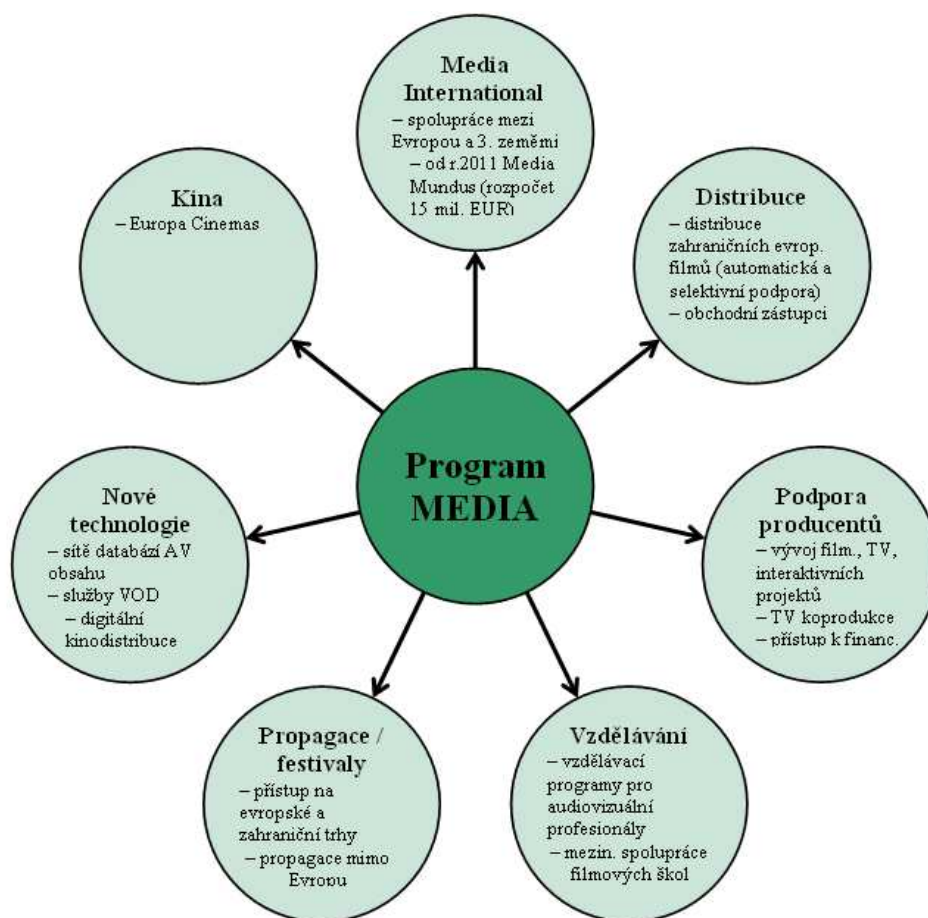 Media
International
– spolupráce mezi
Evropou a 3. zeměmi
– od r.2011 Media
Mundus (rozpočet
15 mil. EUR)
Distribuce
– distribuce
zahraničních evrop.
filmů (automatická a
selektivní podpora)
– obchodní zástupci
Podpora
producentů
– vývoj film., TV,
interaktivních
projektů
– TV koprodukce
– přístup k financ.
Vzdělávání
– vzdělávací
programy pro
audiovizuální
profesionály
– mezin. spolupráce
filmových škol
Propagace /
festivaly
– přístup na
evropské a
zahraniční trhy
– propagace mimo
Evropu
Nové
technologie
– sítě databází AV
obsahu
– služby VOD
– digitální
kinodistribuce
Kina
– Europa Cinemas
Program
MEDIA